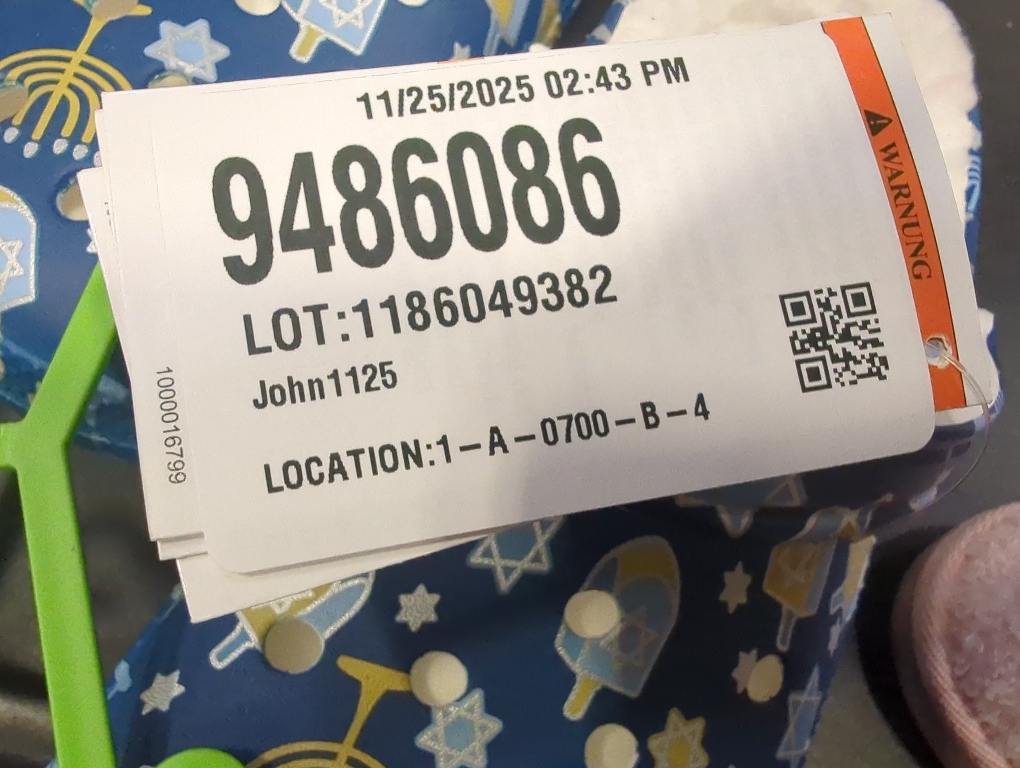 11/25/2025 02:43 PM
9486086
LOT:1186049382
John1125
LOCATION:1-A-0700-B-4
WARNUNG
1000016799